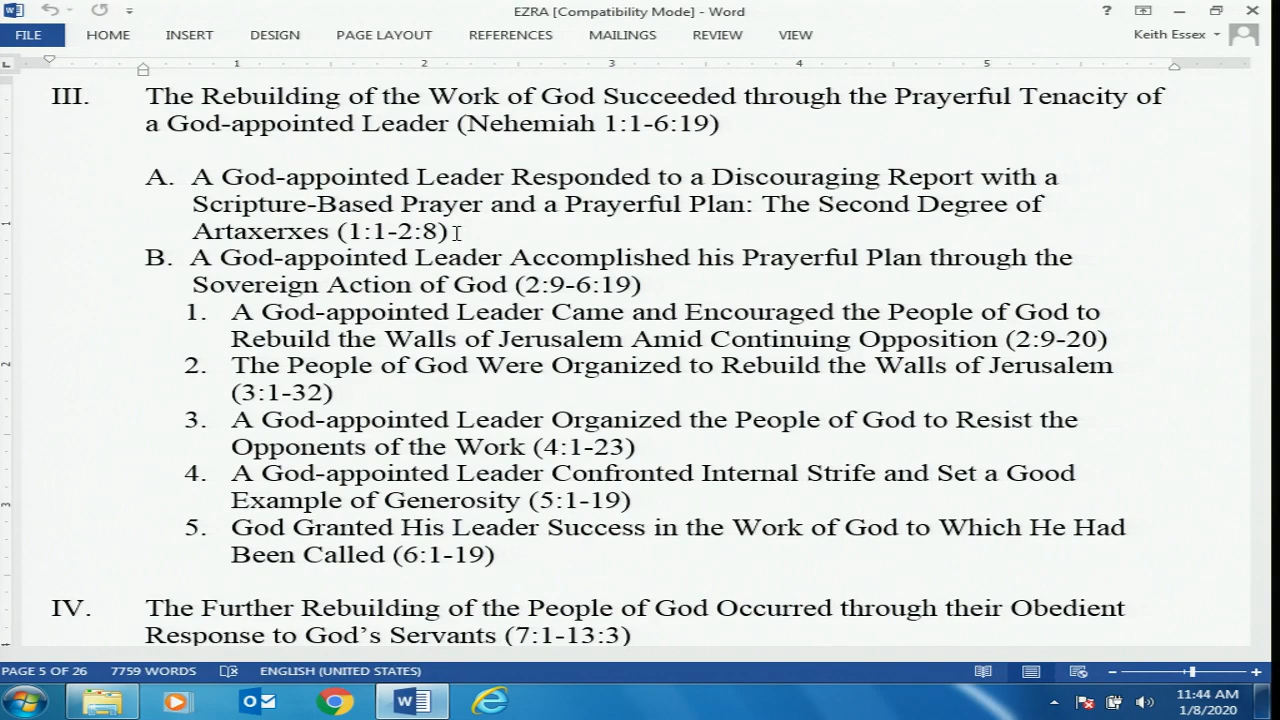 EZRA [Compatibility Mode] - Word
FILE HOME INSERT DESIGN PAGE LAYOUT REFERENCES MAILINGS REVIEW VIEW Keith Essex
1 2 3 4 5
III. The Rebuilding of the Work of God Succeeded through the Prayerful Tenacity of
a God-appointed Leader (Nehemiah 1:1-6:19)
A. A God-appointed Leader Responded to a Discouraging Report with a
Scripture-Based Prayer and a Prayerful Plan: The Second Degree of
Artaxerxes (1:1-2:8)
B. A God-appointed Leader Accomplished his Prayerful Plan through the
Sovereign Action of God (2:9-6:19)
1. A God-appointed Leader Came and Encouraged the People of God to
Rebuild the Walls of Jerusalem Amid Continuing Opposition (2:9-20)
2. The People of God Were Organized to Rebuild the Walls of Jerusalem
(3:1-32)
3. A God-appointed Leader Organized the People of God to Resist the
Opponents of the Work (4:1-23)
4. A God-appointed Leader Confronted Internal Strife and Set a Good
Example of Generosity (5:1-19)
5. God Granted His Leader Success in the Work of God to Which He Had
Been Called (6:1-19)
IV. The Further Rebuilding of the People of God Occurred through their Obedient
Response to God’s Servants (7:1-13:3)
PAGE 5 OF 26 7759 WORDS ENGLISH (UNITED STATES)
11:44 AM
1/8/2020